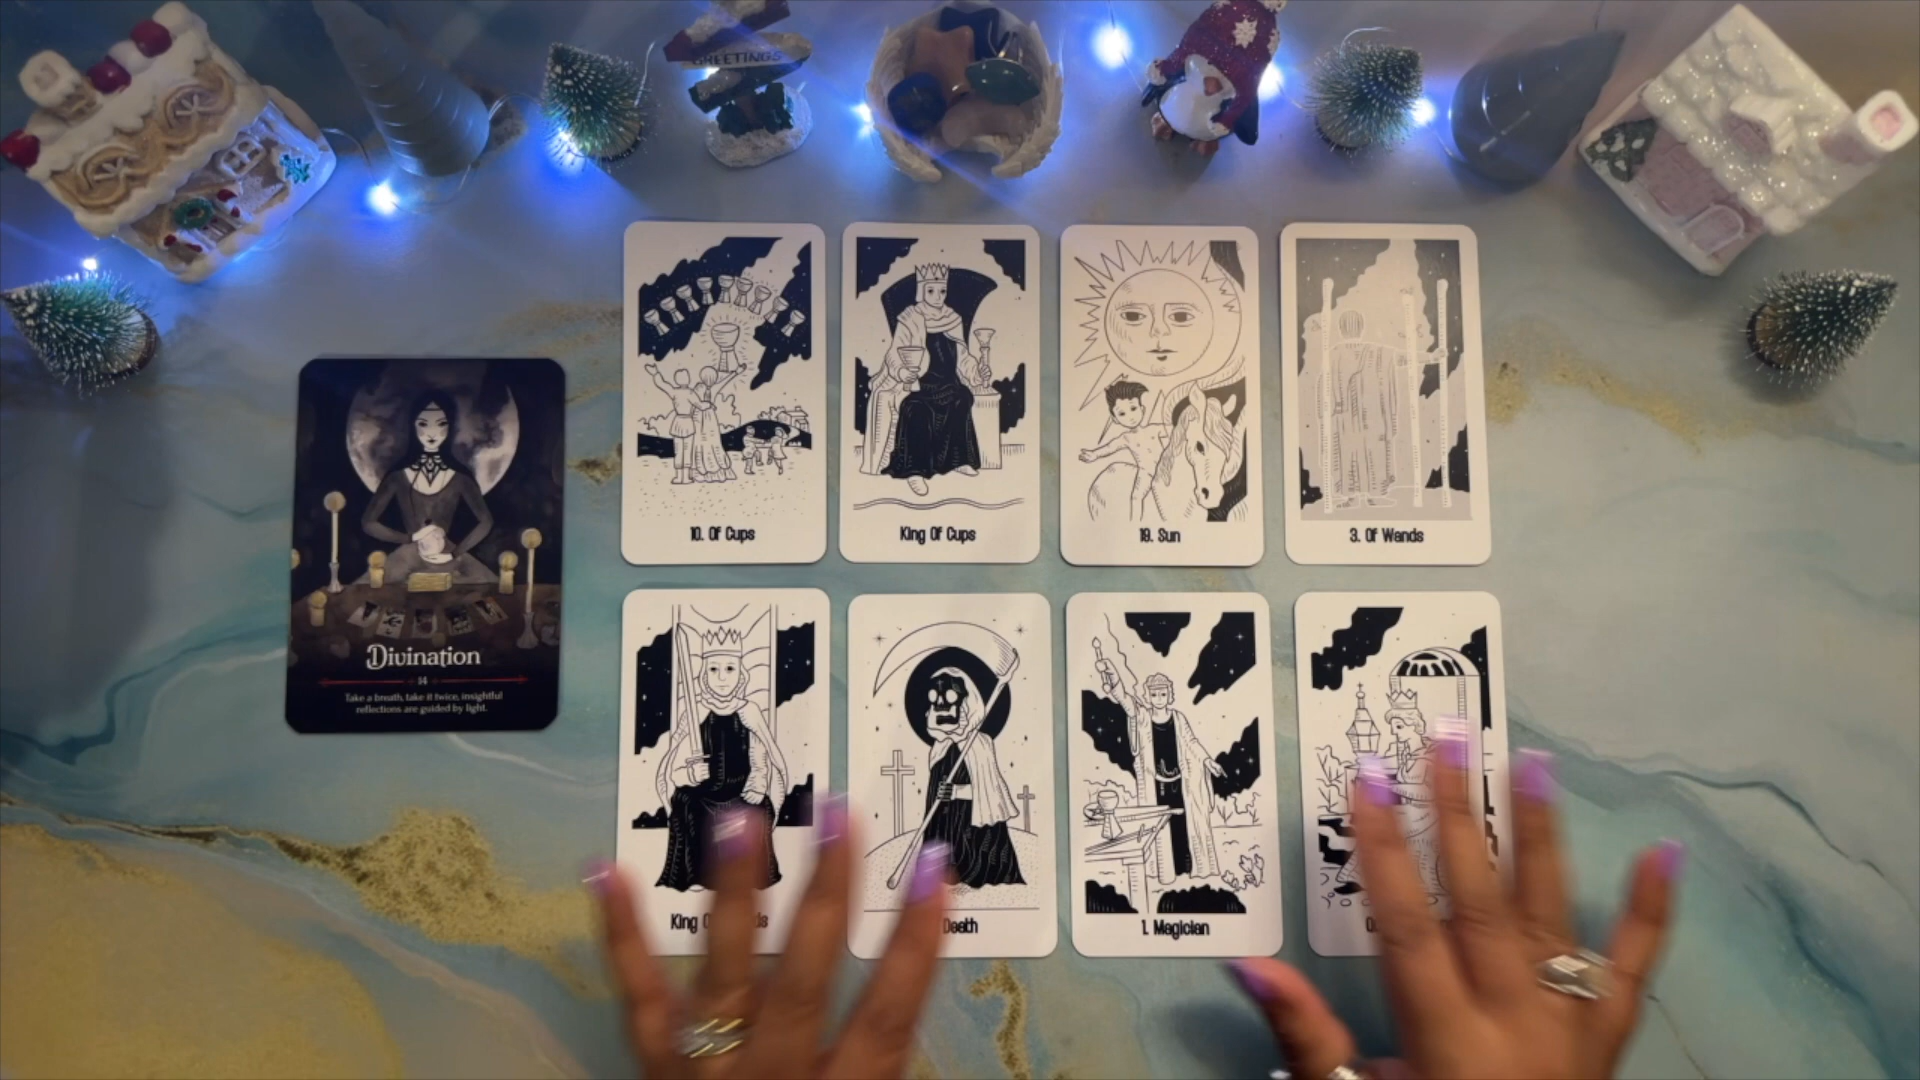 GREETINGS
10. Of Cups
King Of Cups
19. Sun
3. Of Wands
Divination
14
Take a breath, take it twice, insightful
reflections are guided by light.
King
Death
1. Magician